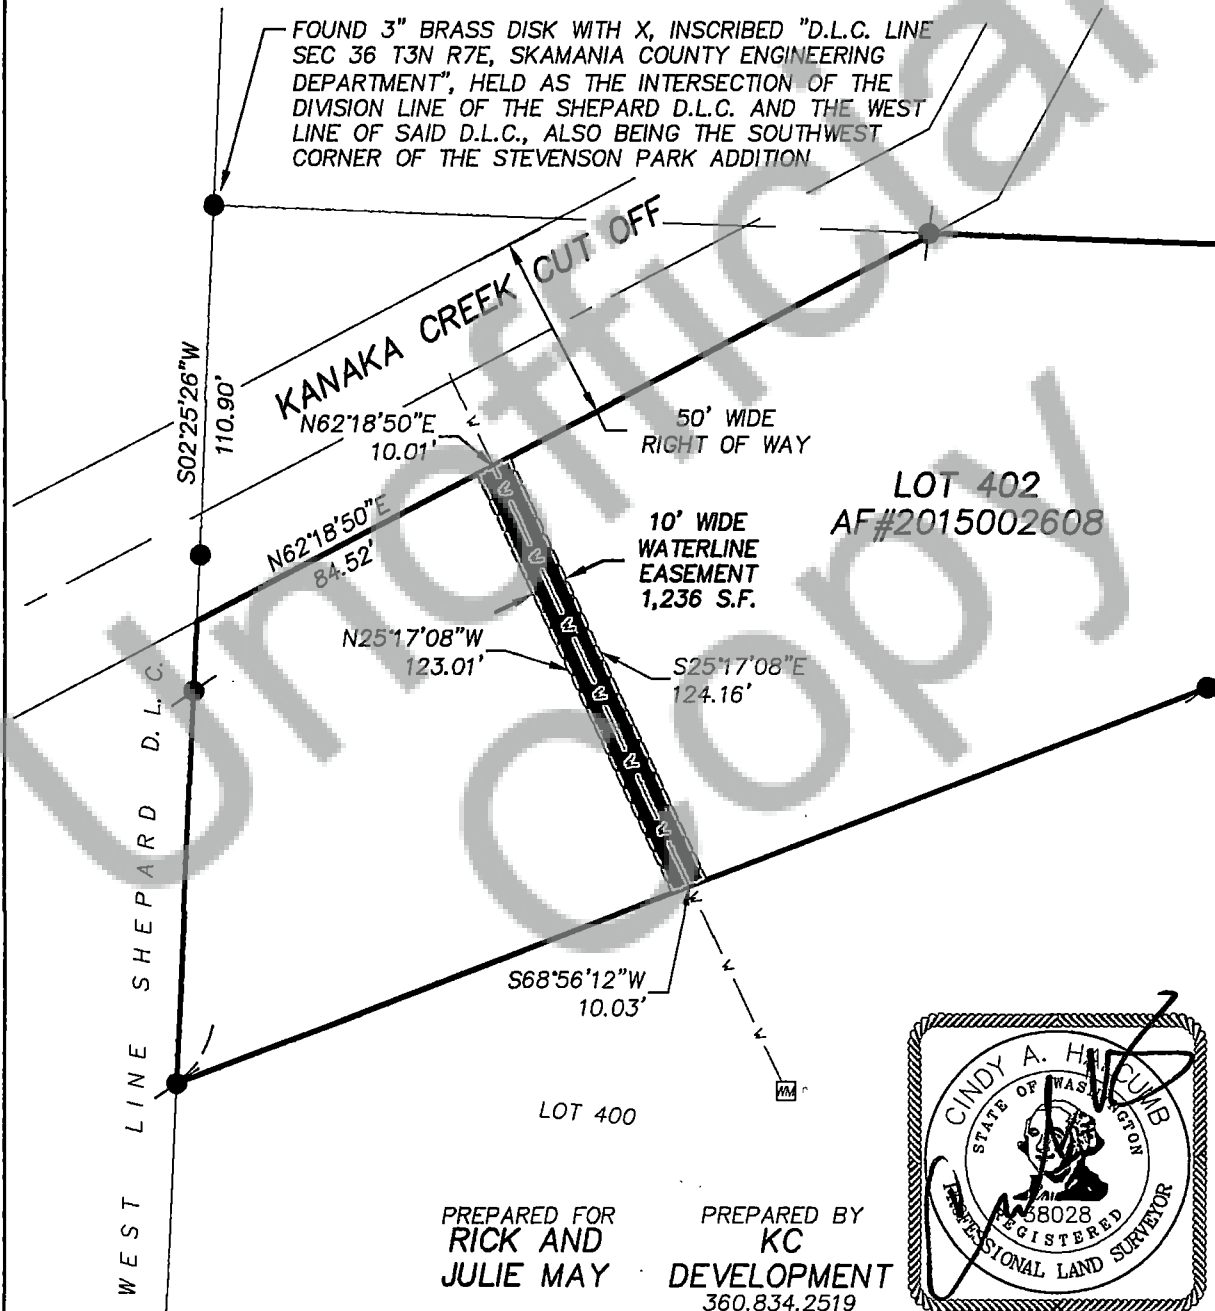 FOUND 3" BRASS DISK WITH X, INSCRIBED "D.L.C. LINE
SEC 36 T3N R7E, SKAMANIA COUNTY ENGINEERING
DEPARTMENT", HELD AS THE INTERSECTION OF THE
DIVISION LINE OF THE SHEPARD D.L.C. AND THE WEST
LINE OF SAID D.L.C., ALSO BEING THE SOUTHWEST
CORNER OF THE STEVENSON PARK ADDITION
KANAKA CREEK CUT OFF
S02°25'26"W
110.90'
N62°18'50"E
10.01'
50' WIDE
RIGHT OF WAY
LOT 402
AF#2015002608
N62°18'50"E
84.52'
10' WIDE
WATERLINE
EASEMENT
1,236 S.F.
N25°17'08"W
123.01'
S25°17'08"E
124.16'
WEST LINE SHEPARD D.L.C.
S68°56'12"W
10.03'
WM
LOT 400
PREPARED FOR
RICK AND
JULIE MAY
PREPARED BY
KC
DEVELOPMENT
360.834.2519
CINDY A.
STATE OF WASHINGTON
38028
REGISTERED
PROFESSIONAL LAND SURVEYOR
Unofficial
Copy